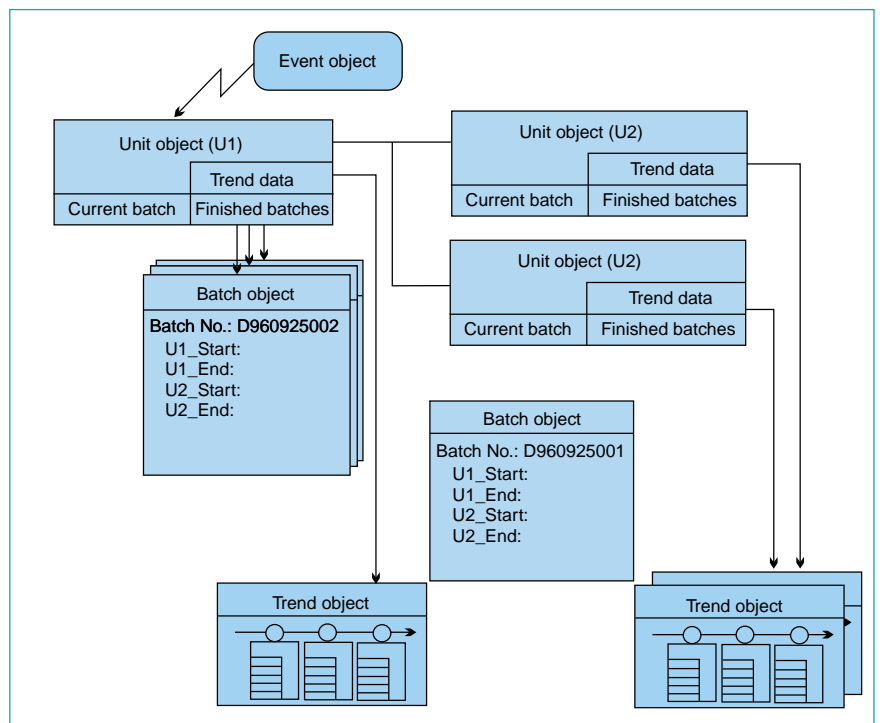 Event object
Unit object (U1)
Trend data
Current batch
Finished batches
Unit object (U2)
Trend data
Current batch
Finished batches
Unit object (U2)
Trend data
Current batch
Finished batches
Batch object
Batch No.: D960925002
U1_Start:
U1_End:
U2_Start:
U2_End:
Batch object
Batch No.: D960925001
U1_Start:
U1_End:
U2_Start:
U2_End:
Trend object
Trend object